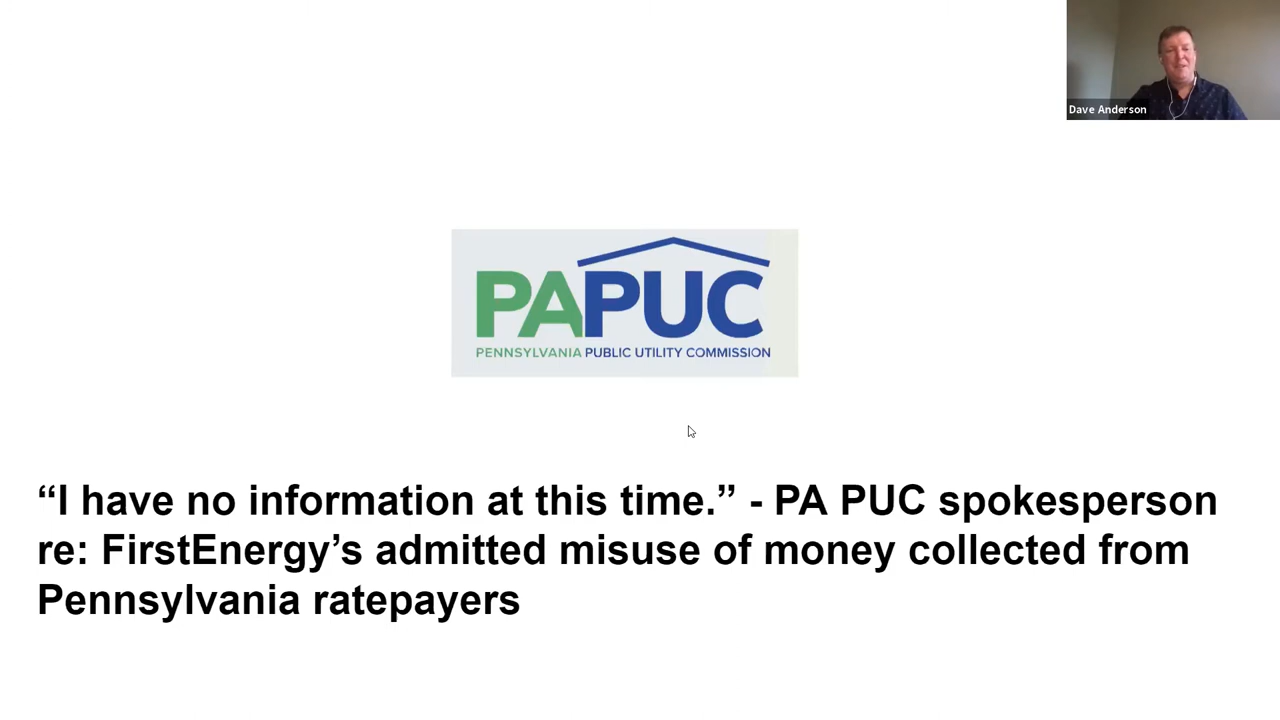 Dave Anderson
PAPUC
PENNSYLVANIA PUBLIC UTILITY COMMISSION
“I have no information at this time.” - PA PUC spokesperson
re: FirstEnergy’s admitted misuse of money collected from
Pennsylvania ratepayers